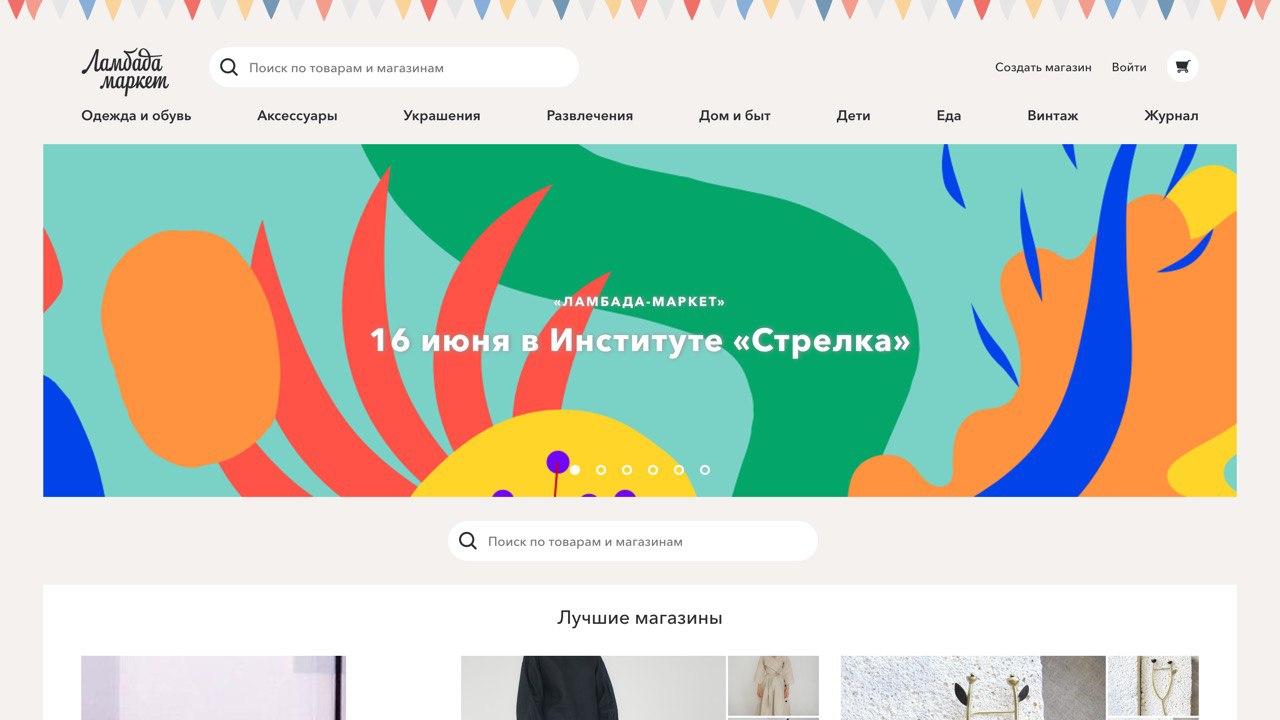 Ламбада
маркет
Поиск по товарам и магазинам
Создать магазин
Войти
Одежда и обувь
Аксессуары
Украшения
Развлечения
Дом и быт
Дети
Еда
Винтаж
Журнал
«ЛАМБАДА-МАРКЕТ»
16 июня в Институте «Стрелка»
Поиск по товарам и магазинам
Лучшие магазины